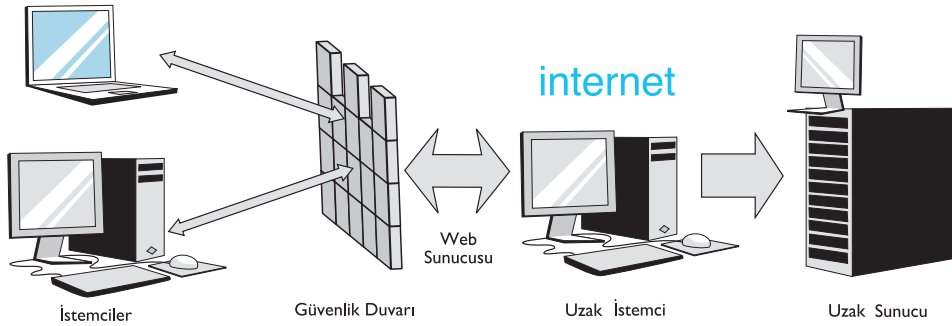 internet
Web
Sunucusu
İstemciler
Güvenlik Duvarı
Uzak İstemci
Uzak Sunucu